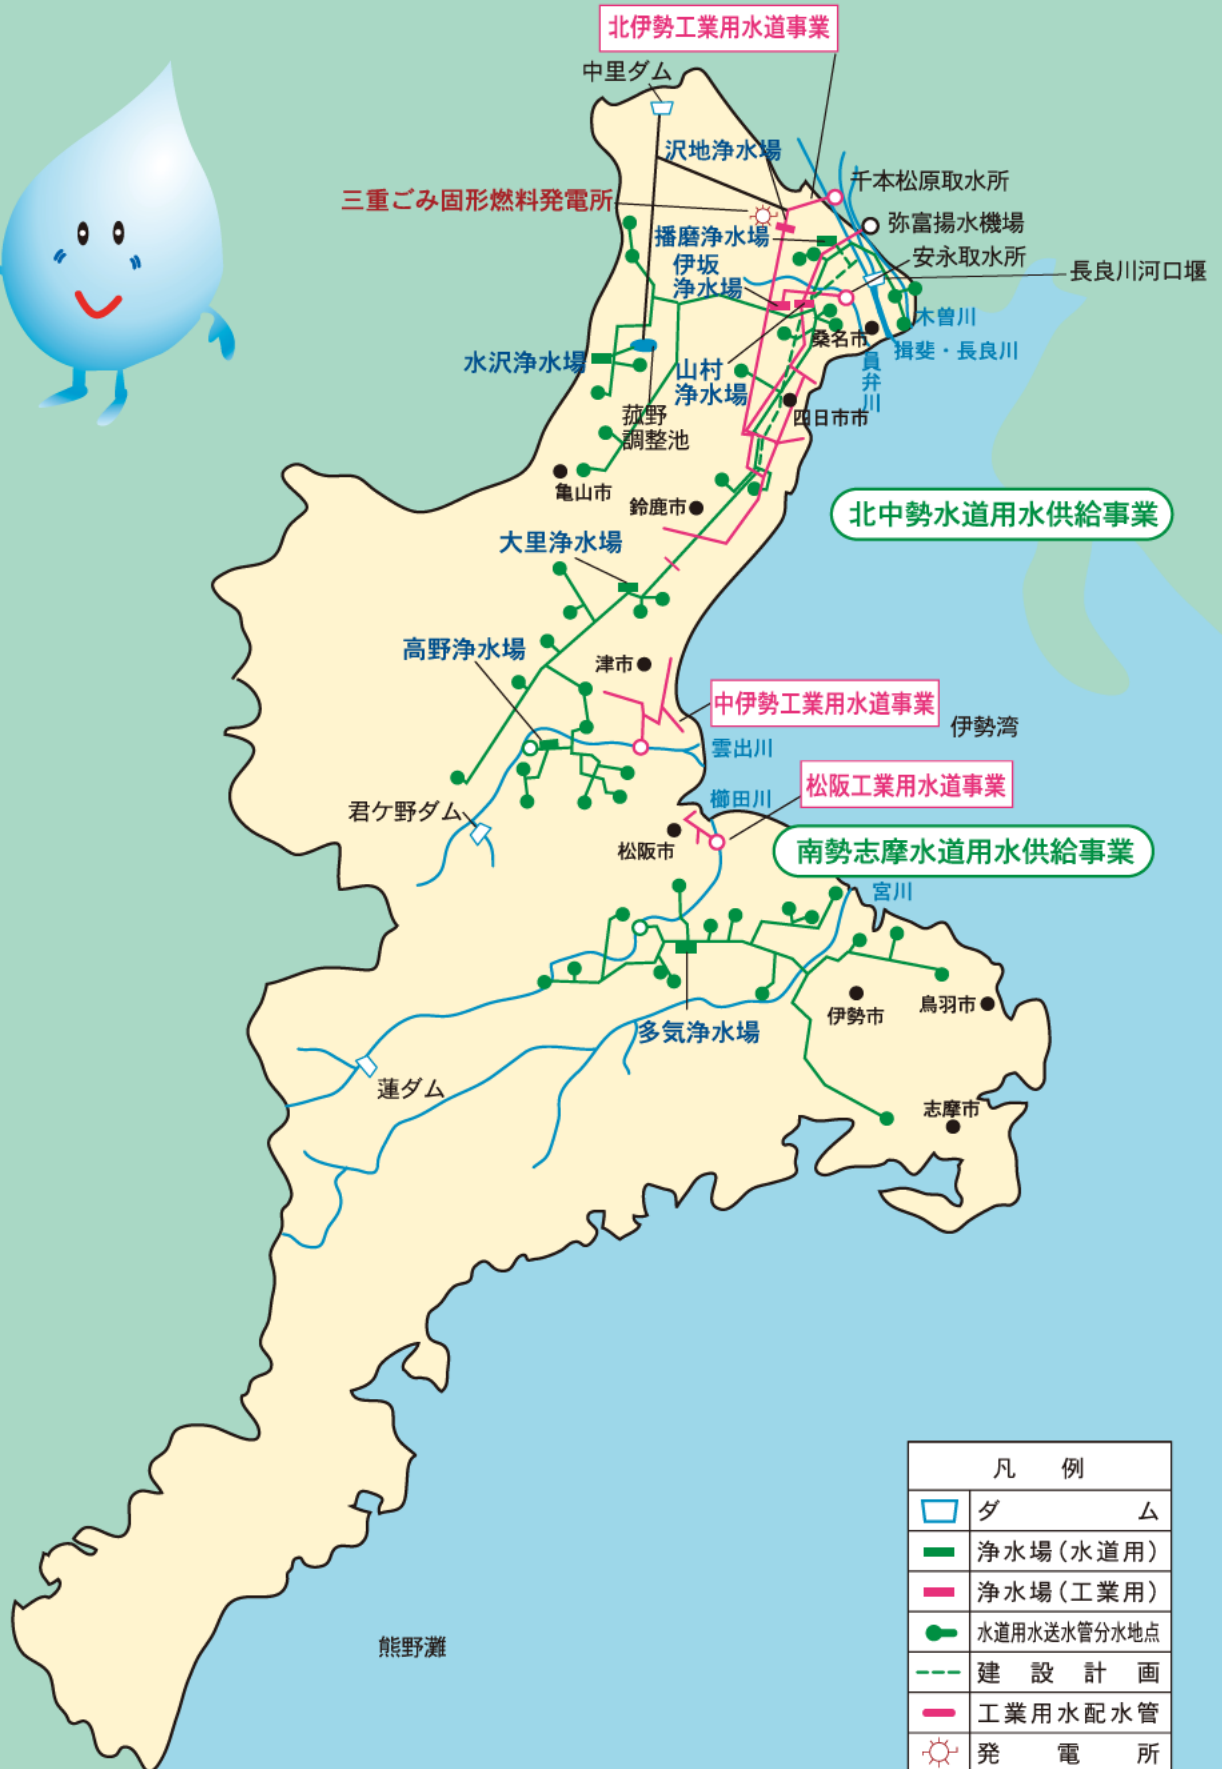 北伊勢工業用水道事業
中里ダム
沢地浄水場
千本松原取水所
三重ごみ固形燃料発電所
弥富揚水機場
播磨浄水場
安永取水所
伊坂
浄水場
長良川河口堰
木曽川
桑名市
揖斐・長良川
員弁川
水沢浄水場
山村
浄水場
菰野
調整池
四日市市
亀山市
鈴鹿市
北中勢水道用水供給事業
大里浄水場
高野浄水場
津市
中伊勢工業用水道事業
伊勢湾
雲出川
松阪工業用水道事業
櫛田川
君ケ野ダム
松阪市
南勢志摩水道用水供給事業
宮川
伊勢市
鳥羽市
多気浄水場
蓮ダム
志摩市
熊野灘
凡 例
ダム
浄水場(水道用)
浄水場(工業用)
水道用水送水管分水地点
建設計画
工業用水配水管
発電所